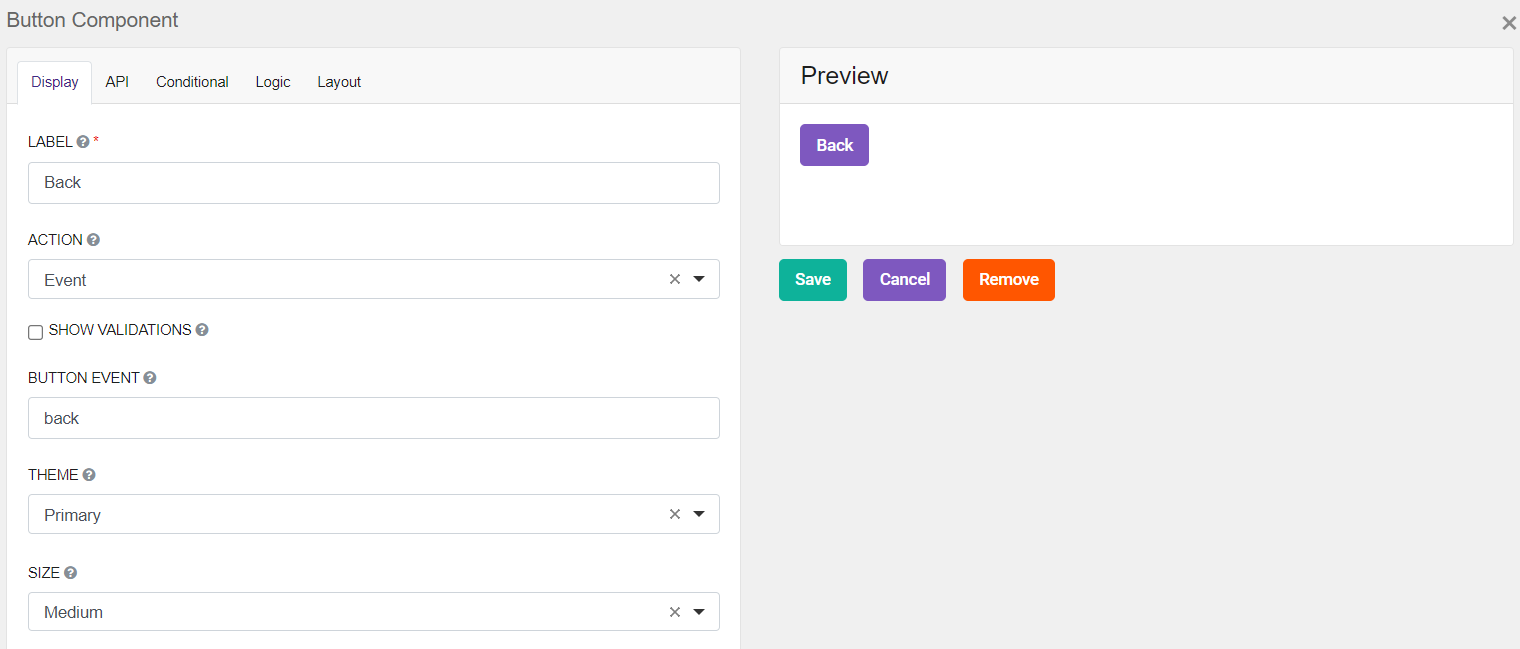 Button Component
Display API Conditional Logic Layout
LABEL *
Back
ACTION
Event
SHOW VALIDATIONS
BUTTON EVENT
back
THEME
Primary
SIZE
Medium
Preview
Back
Save Cancel Remove